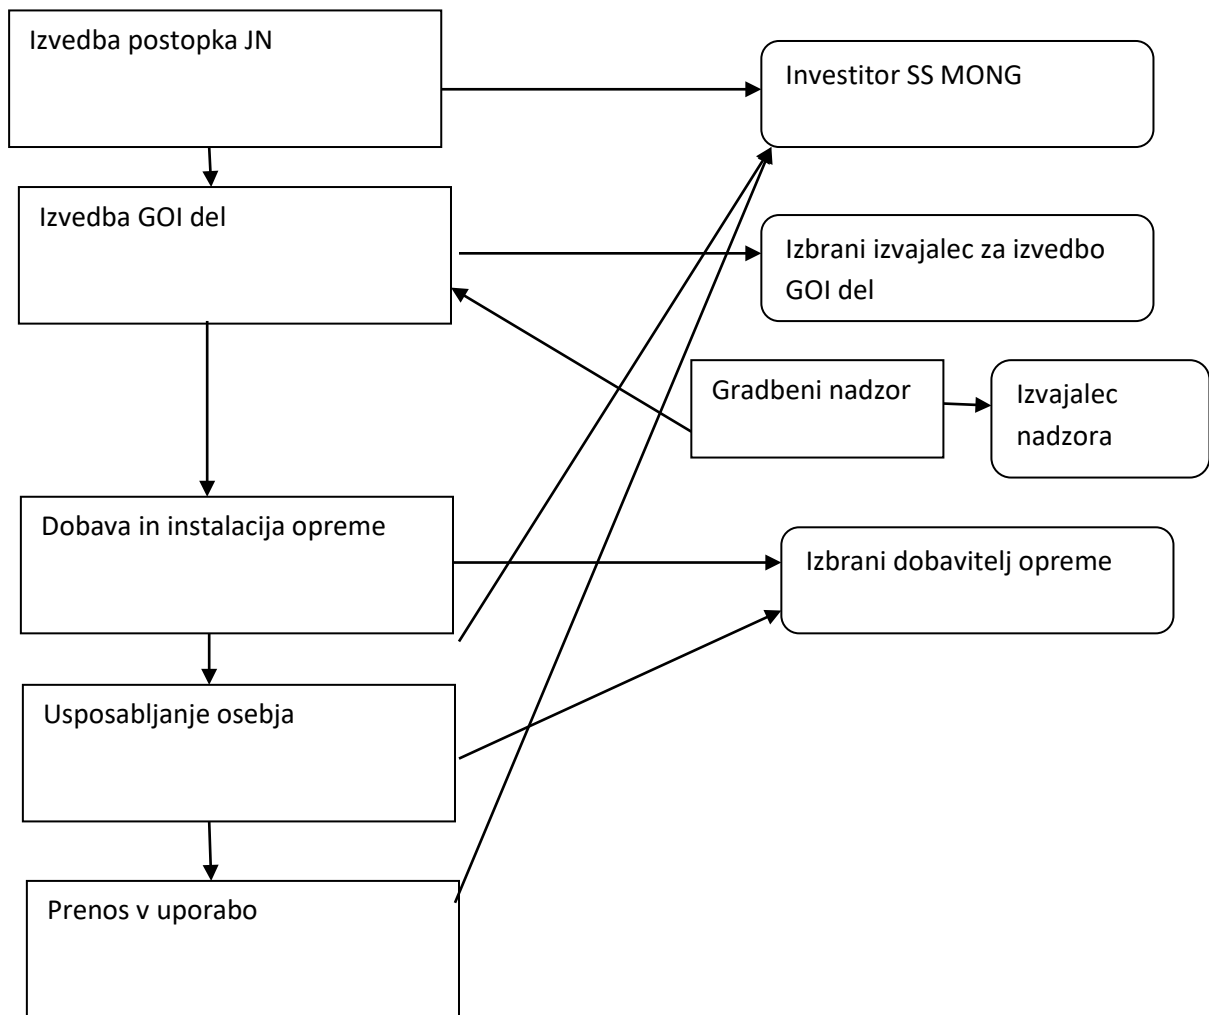 Izvedba postopka JN
Investitor SS MONG
Izvedba GOI del
Izbrani izvajalec za izvedbo
GOI del
Gradbeni nadzor
Izvajalec
nadzora
Dobava in instalacija opreme
Izbrani dobavitelj opreme
Usposabljanje osebja
Prenos v uporabo